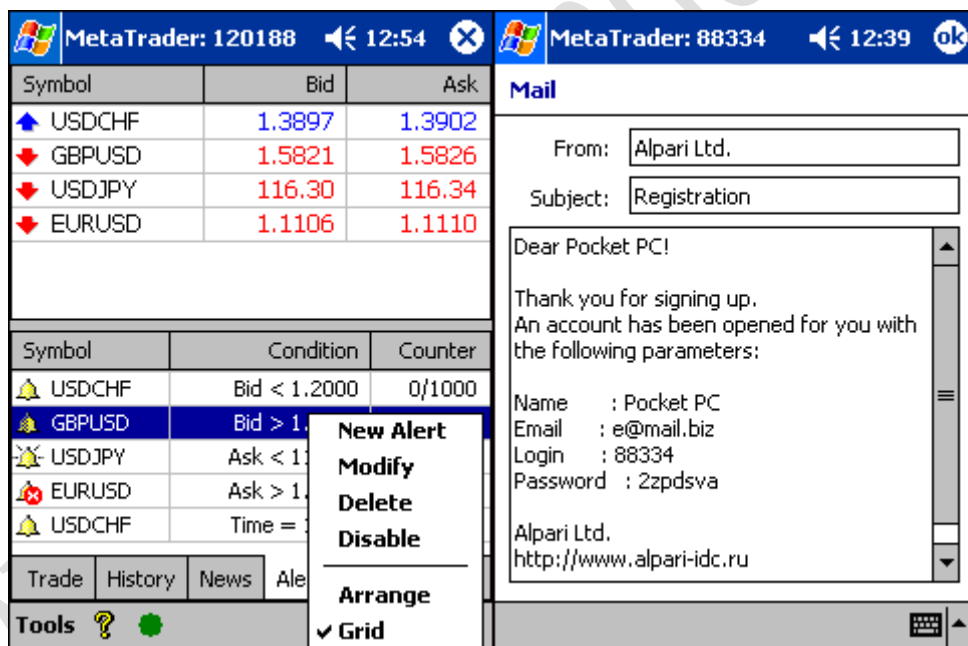 MetaTrader: 120188 12:54
Symbol Bid Ask
USDCHF 1.3897 1.3902
GBPUSD 1.5821 1.5826
USDJPY 116.30 116.34
EURUSD 1.1106 1.1110
Symbol Condition Counter
USDCHF Bid < 1.2000 0/1000
GBPUSD Bid > 1.
USDJPY Ask < 1
EURUSD Ask > 1.
USDCHF Time =
New Alert
Modify
Delete
Disable
Arrange
Grid
Trade History News Ale
Tools
MetaTrader: 88334 12:39 ok
Mail
From: Alpari Ltd.
Subject: Registration
Dear Pocket PC!
Thank you for signing up.
An account has been opened for you with
the following parameters:
Name : Pocket PC
Email : e@mail.biz
Login : 88334
Password : 2zpdsva
Alpari Ltd.
http://www.alpari-idc.ru